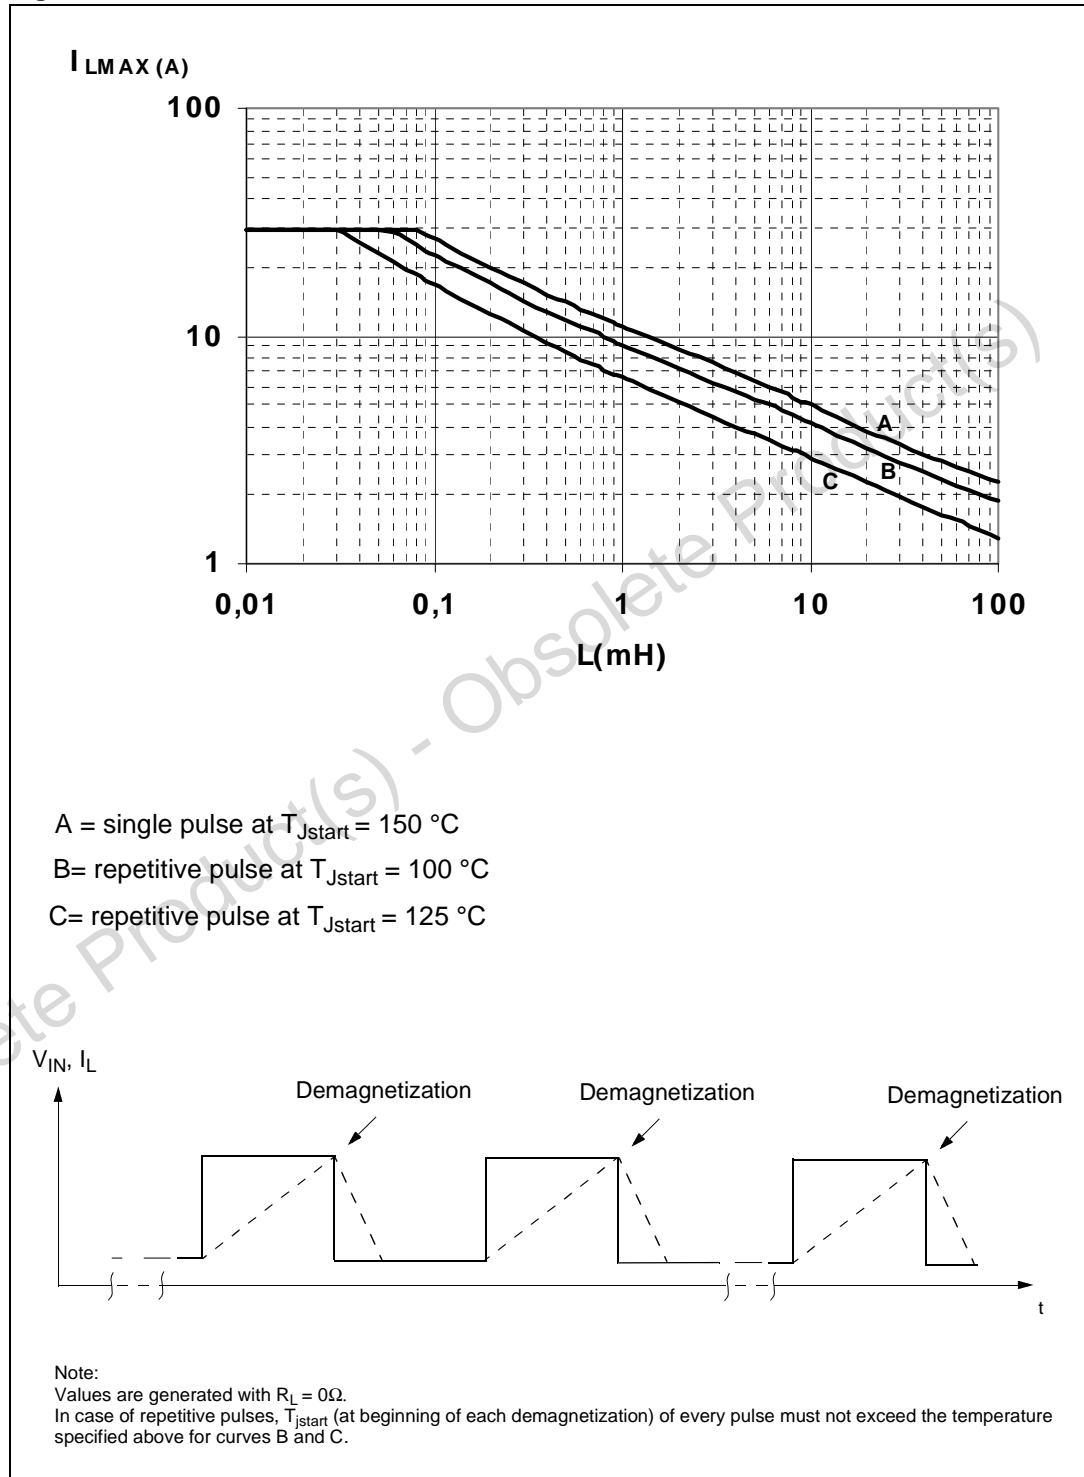 I LMAX (A)
100
10
1
A
B
C
0,01 0,1 1 10 100
L(mH)
A = single pulse at TJstart = 150 °C
B= repetitive pulse at TJstart = 100 °C
C= repetitive pulse at TJstart = 125 °C
VIN, IL
Demagnetization Demagnetization Demagnetization
t
Note:
Values are generated with RL = 0Ω.
In case of repetitive pulses, Tjstart (at beginning of each demagnetization) of every pulse must not exceed the temperature
specified above for curves B and C.
ete Product(s) - Obsolete Product(s)